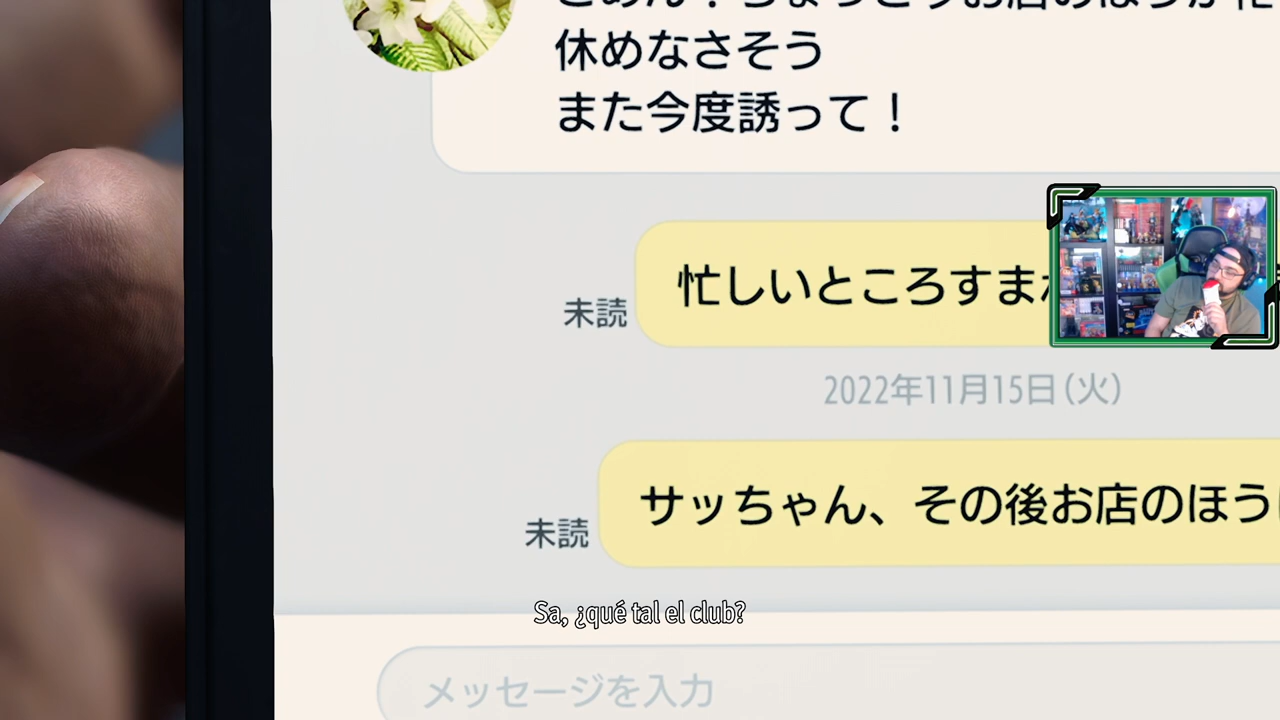 休めなさそう
また今度誘って！
未読
忙しいところすま
2022年11月15日(火)
サッちゃん、その後お店のほう
未読
Sa, ¿qué tal el club?
メッセージを入力